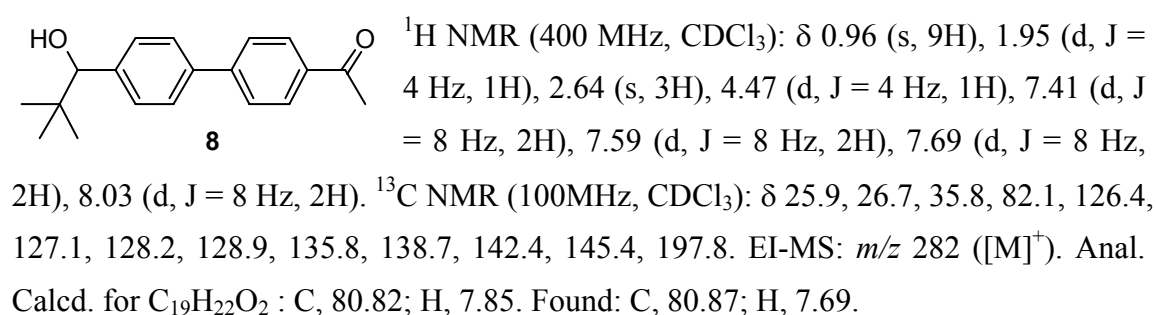 HO
O
8
¹H NMR (400 MHz, CDCl₃): δ 0.96 (s, 9H), 1.95 (d, J =
4 Hz, 1H), 2.64 (s, 3H), 4.47 (d, J = 4 Hz, 1H), 7.41 (d, J
= 8 Hz, 2H), 7.59 (d, J = 8 Hz, 2H), 7.69 (d, J = 8 Hz,
2H), 8.03 (d, J = 8 Hz, 2H). ¹³C NMR (100MHz, CDCl₃): δ 25.9, 26.7, 35.8, 82.1, 126.4,
127.1, 128.2, 128.9, 135.8, 138.7, 142.4, 145.4, 197.8. EI-MS: m/z 282 ([M]⁺). Anal.
Calcd. for C₁₉H₂₂O₂ : C, 80.82; H, 7.85. Found: C, 80.87; H, 7.69.